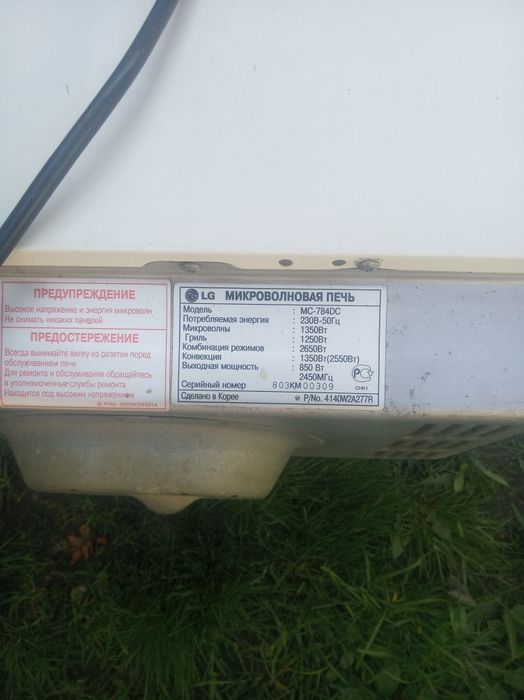 ПРЕДУПРЕЖДЕНИЕ
Высокое напряжение и энергия микроволн
Не снимать никаких панелей
ПРЕДОСТЕРЕЖЕНИЕ
Всегда вынимайте вилку из розетки перед
обслуживанием печи
Для ремонта и обслуживания обращайтесь
в уполномоченные службы ремонта
Находится под высоким напряжением
P/No. 3850W2W001A
LG МИКРОВОЛНОВАЯ ПЕЧЬ
Модель : MC-784DC
Потребляемая энергия : 230В-50Гц
Микроволны : 1350Вт
Гриль : 1250Вт
Комбинация режимов : 2650Вт
Конвекция : 1350Вт(2550Вт)
Выходная мощность : 850 Вт
2450МГц
Серийный номер 803KM00309
CH01
Сделано в Корее P/No. 4140W2A277R